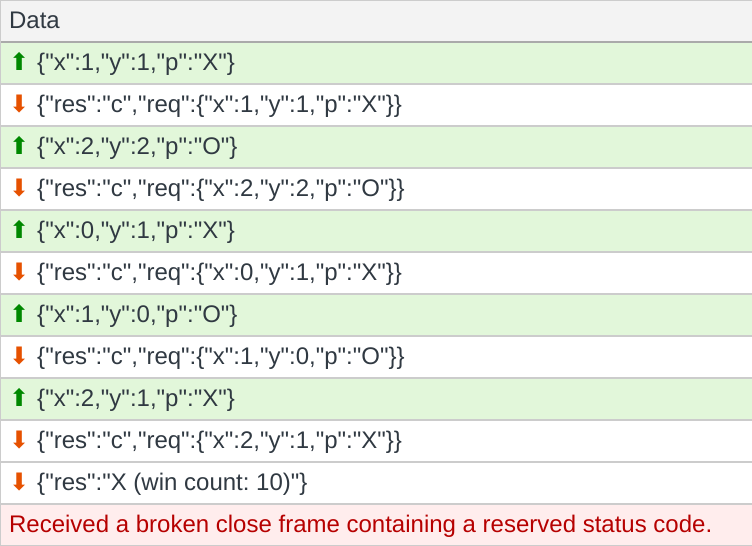 Data
⬆ {"x":1,"y":1,"p":"X"}
⬇ {"res":"c","req":{"x":1,"y":1,"p":"X"}}
⬆ {"x":2,"y":2,"p":"O"}
⬇ {"res":"c","req":{"x":2,"y":2,"p":"O"}}
⬆ {"x":0,"y":1,"p":"X"}
⬇ {"res":"c","req":{"x":0,"y":1,"p":"X"}}
⬆ {"x":1,"y":0,"p":"O"}
⬇ {"res":"c","req":{"x":1,"y":0,"p":"O"}}
⬆ {"x":2,"y":1,"p":"X"}
⬇ {"res":"c","req":{"x":2,"y":1,"p":"X"}}
⬇ {"res":"X (win count: 10)"}
Received a broken close frame containing a reserved status code.